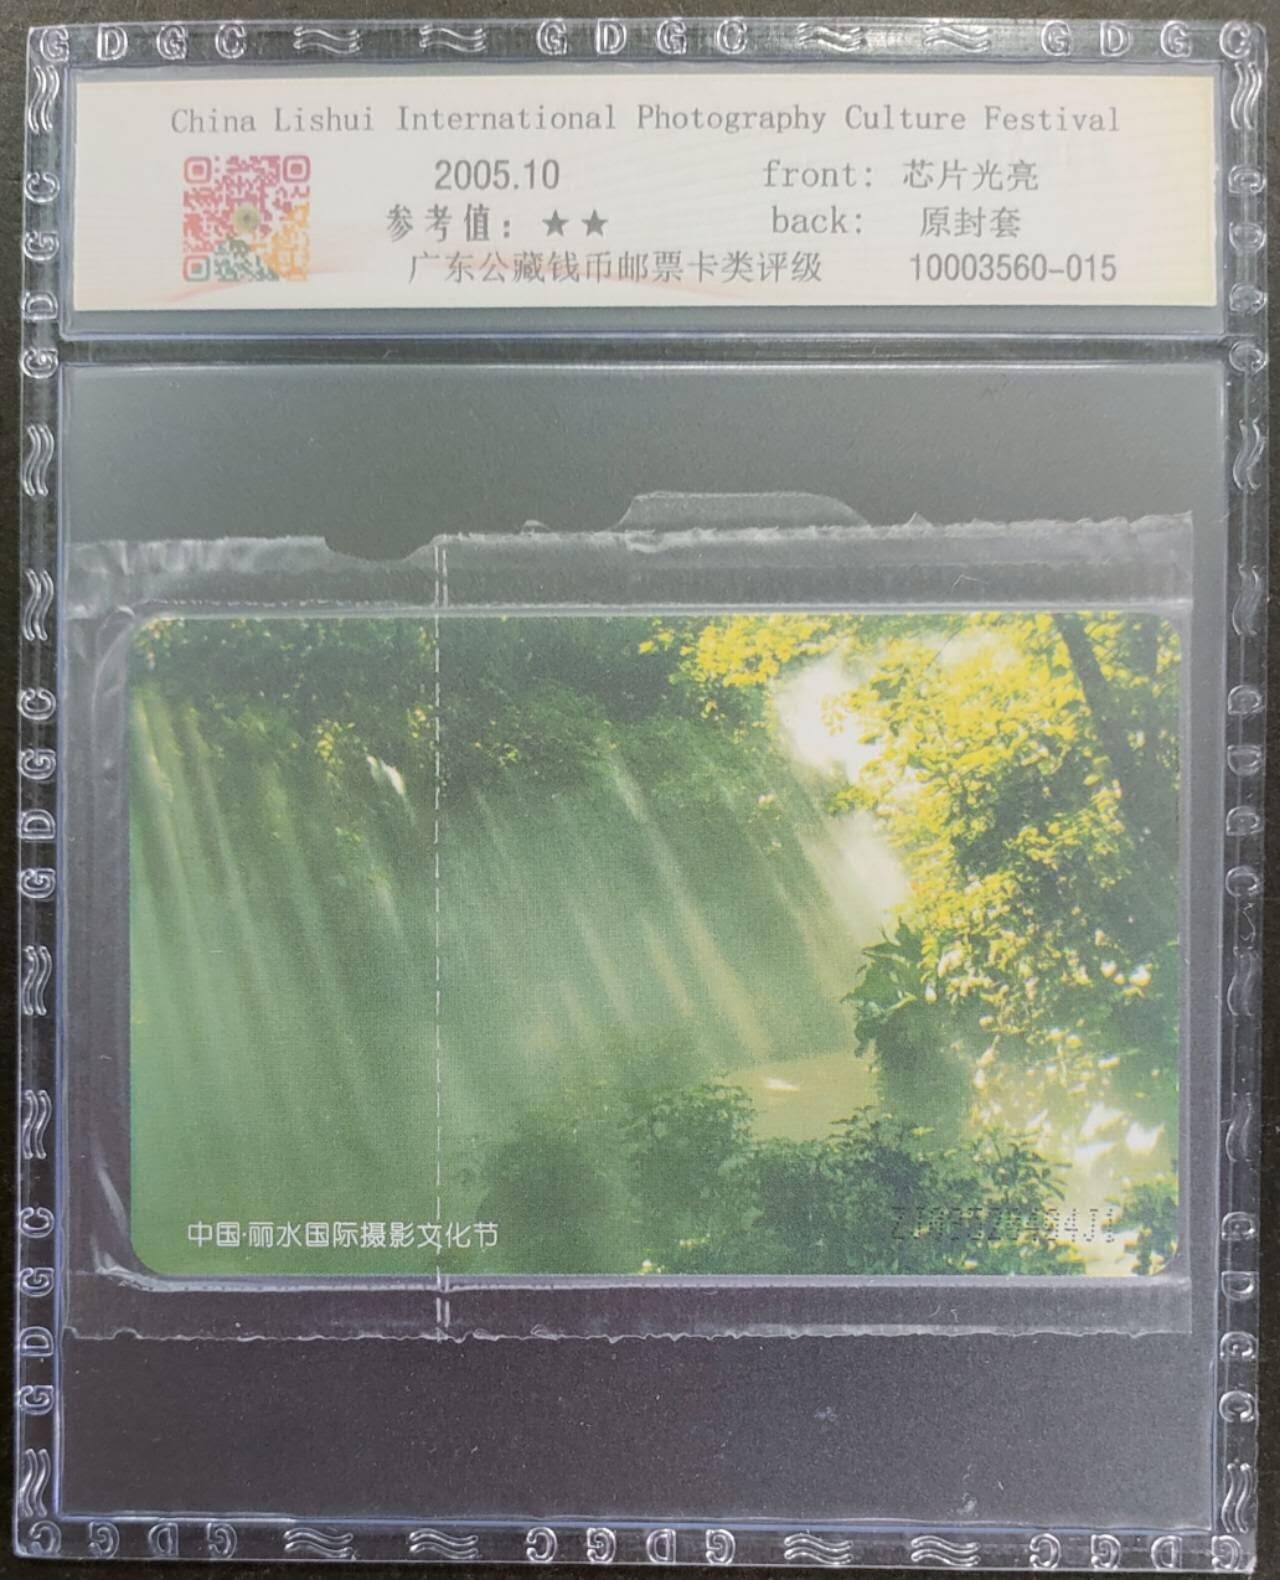 G D G C G D G C G D G C
China Lishui International Photography Culture Festival
2005.10 front: 芯片光亮
参考值：★★ back: 原封套
广东公藏钱币邮票卡类评级 10003560-015
中国·丽水国际摄影文化节